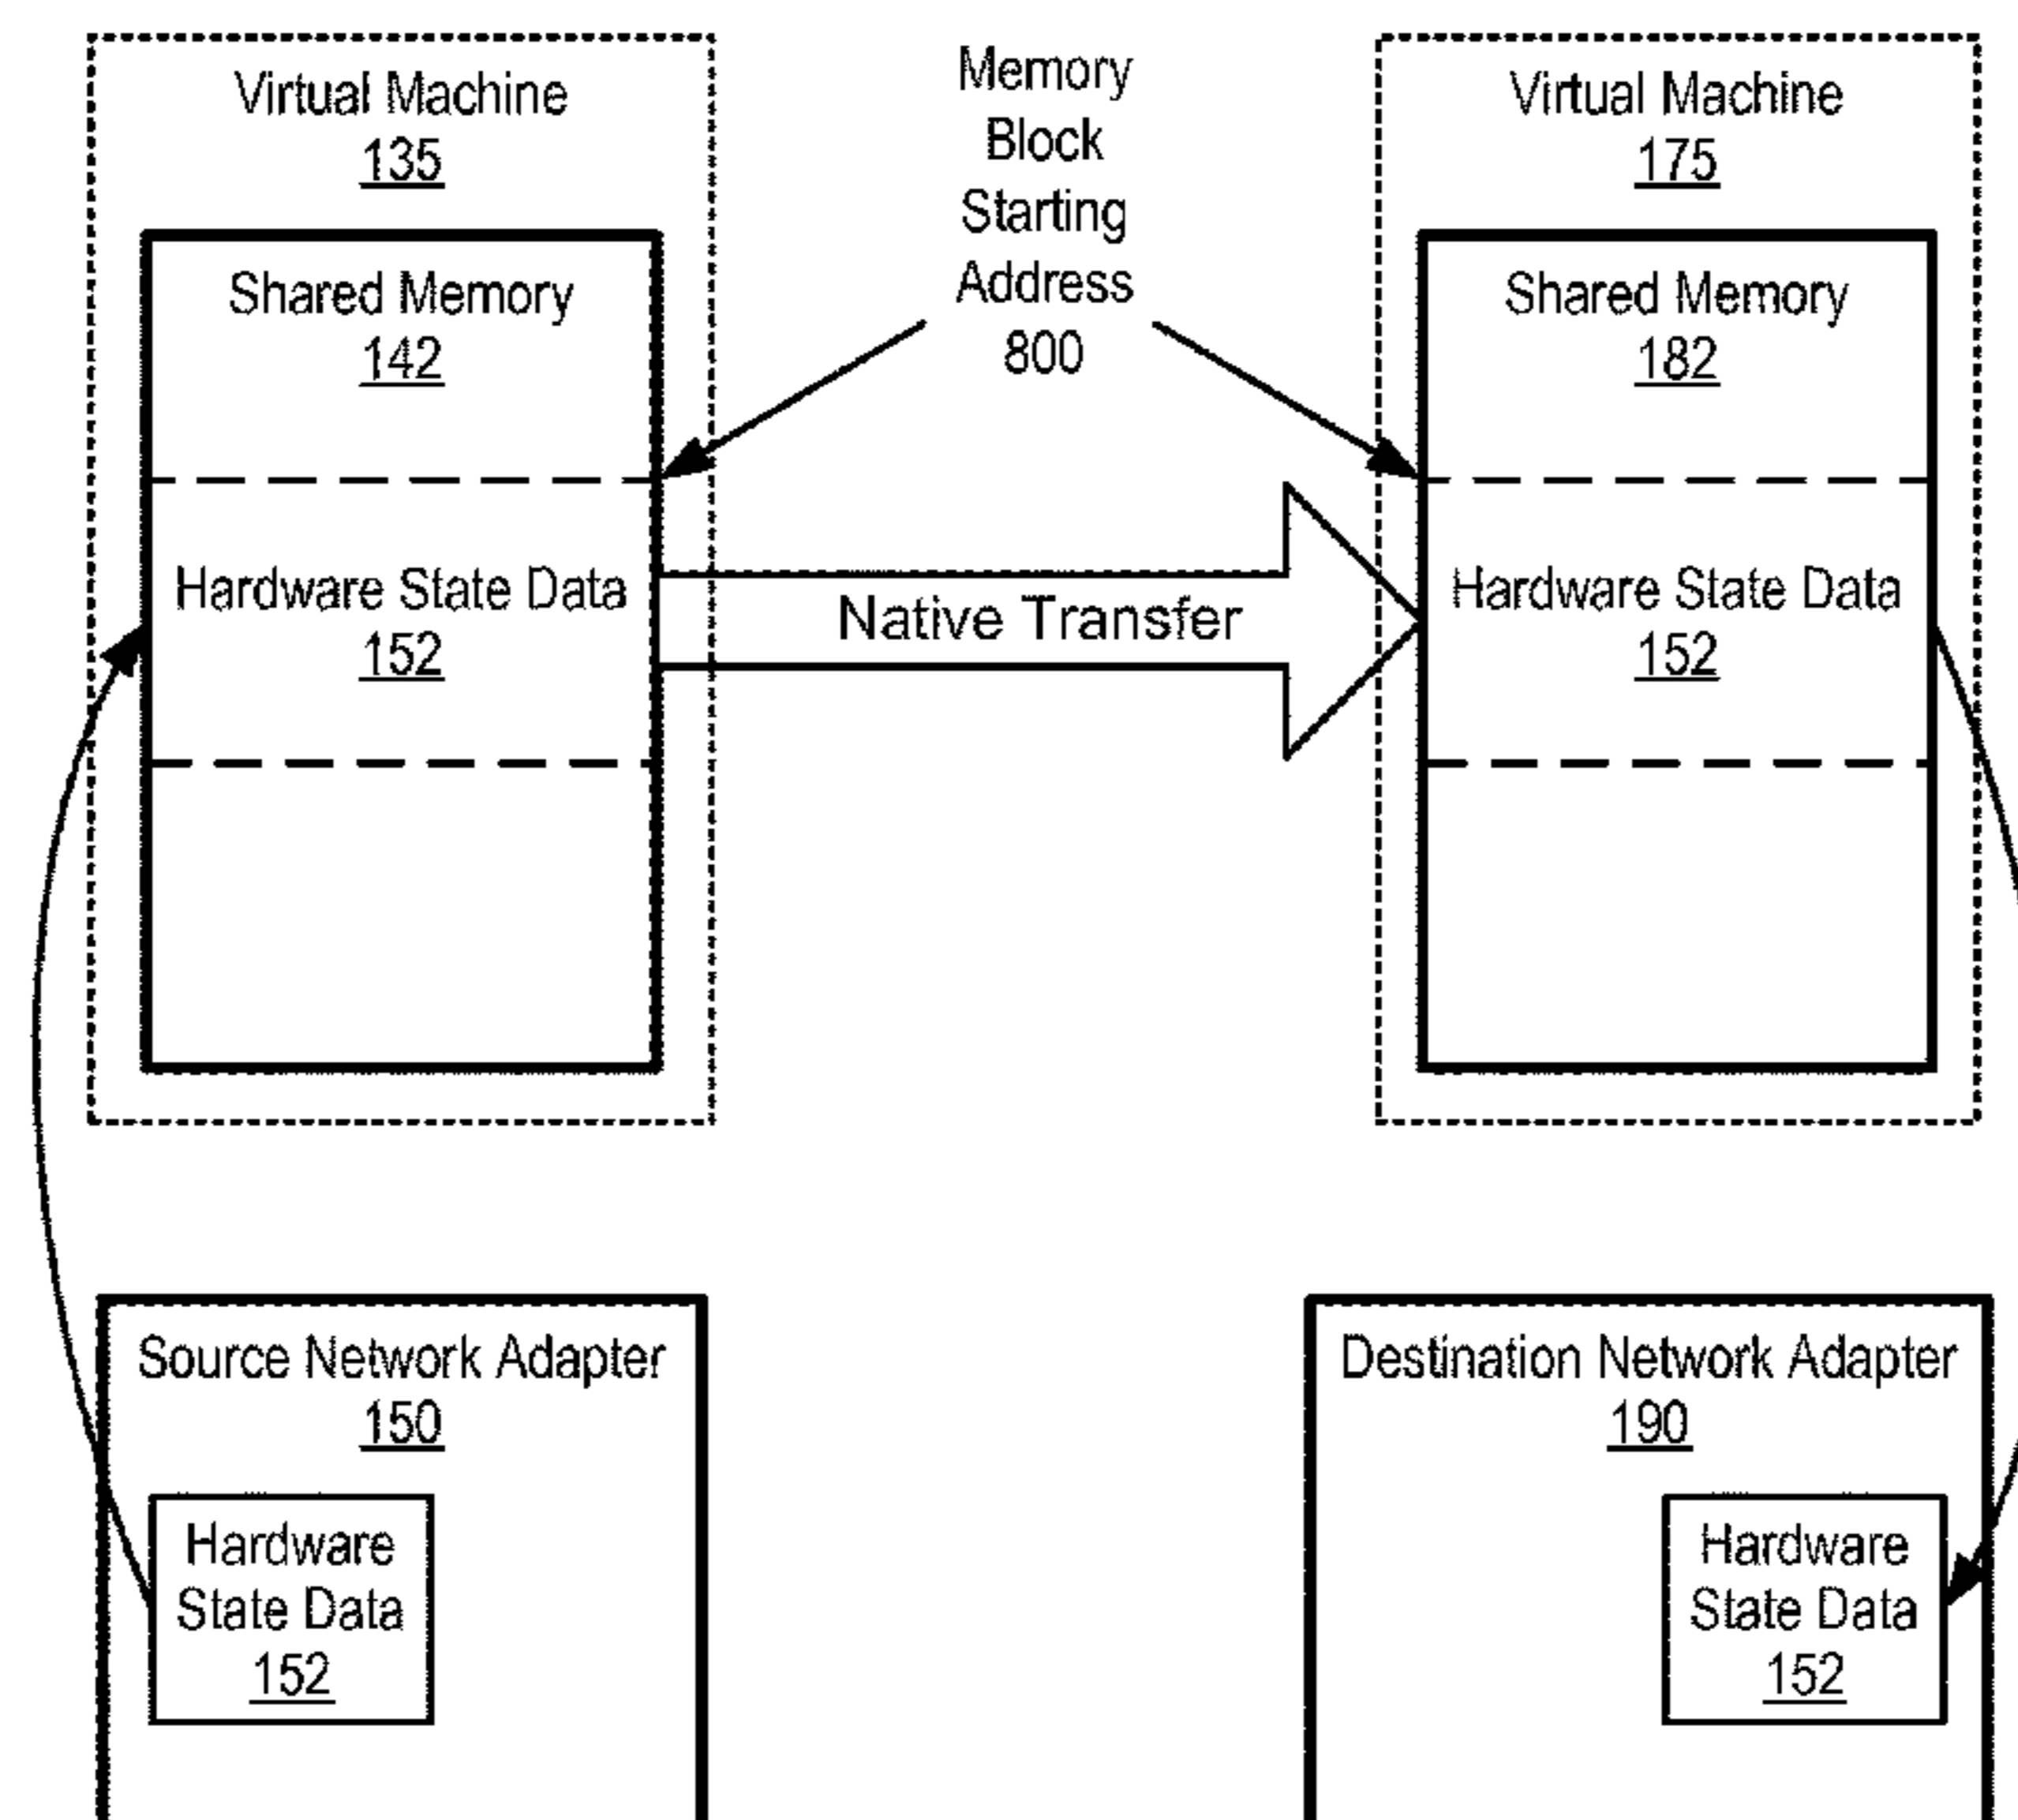 Virtual Machine
135
Shared Memory
142
Hardware State Data
152
Memory
Block
Starting
Address
800
Native Transfer
Virtual Machine
175
Shared Memory
182
Hardware State Data
152
Source Network Adapter
150
Hardware
State Data
152
Destination Network Adapter
190
Hardware
State Data
152